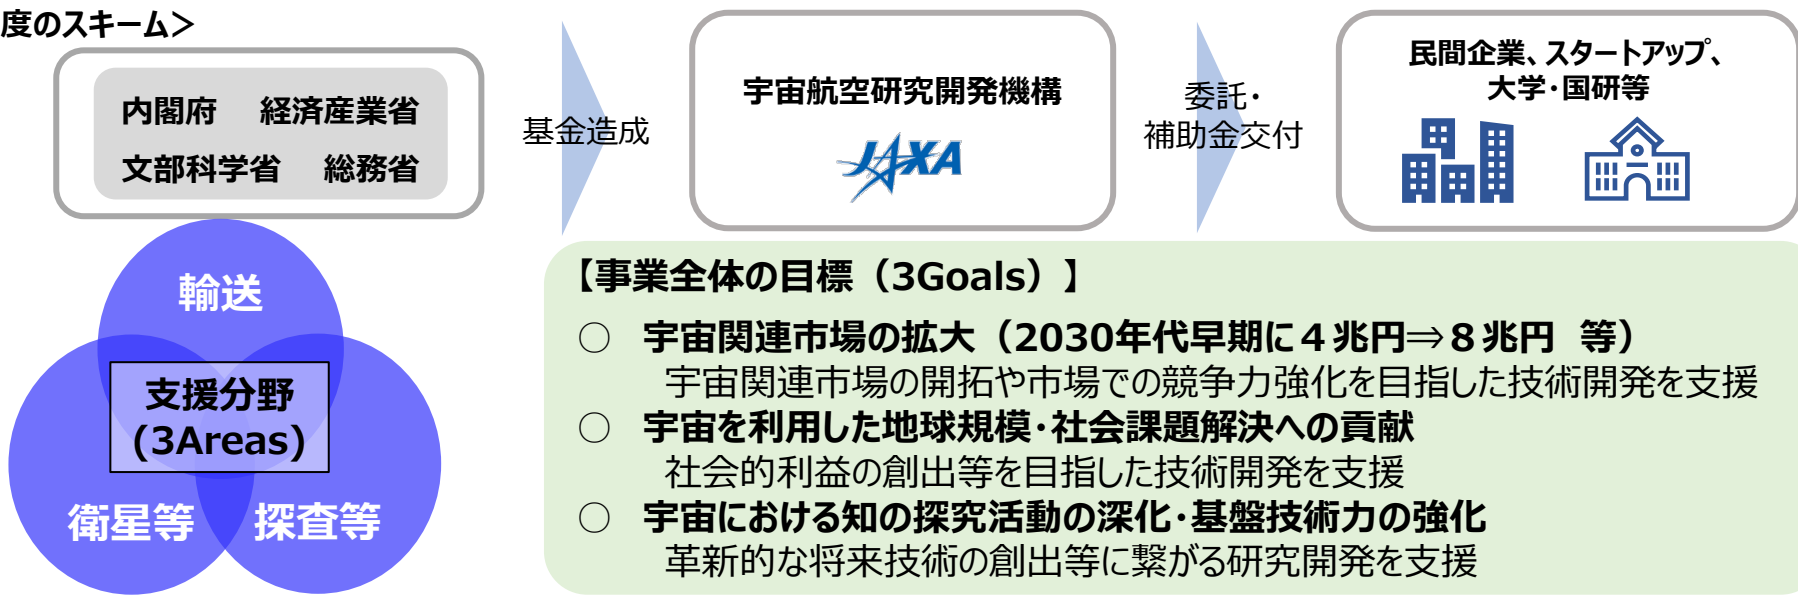 度のスキーム＞
内閣府 経済産業省
文部科学省 総務省
基金造成
宇宙航空研究開発機構
JAXA
委託・
補助金交付
民間企業、スタートアップ、
大学・国研等
輸送
支援分野
(3Areas)
衛星等 探査等
【事業全体の目標（3Goals）】
○ 宇宙関連市場の拡大（2030年代早期に４兆円⇒８兆円 等）
宇宙関連市場の開拓や市場での競争力強化を目指した技術開発を支援
○ 宇宙を利用した地球規模・社会課題解決への貢献
社会的利益の創出等を目指した技術開発を支援
○ 宇宙における知の探究活動の深化・基盤技術力の強化
革新的な将来技術の創出等に繋がる研究開発を支援